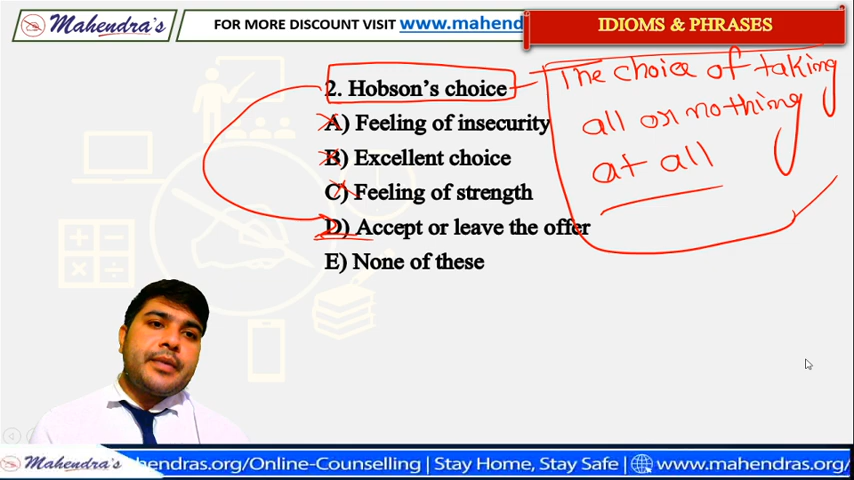 Mahendra's
FOR MORE DISCOUNT VISIT www.mahend
IDIOMS & PHRASES
2. Hobson's choice
A) Feeling of insecurity
B) Excellent choice
C) Feeling of strength
D) Accept or leave the offer
E) None of these
The choice of taking
all or nothing
at all
Mahendra's
hendras.org/Online-Counselling | Stay Home, Stay Safe | www.mahendras.org/